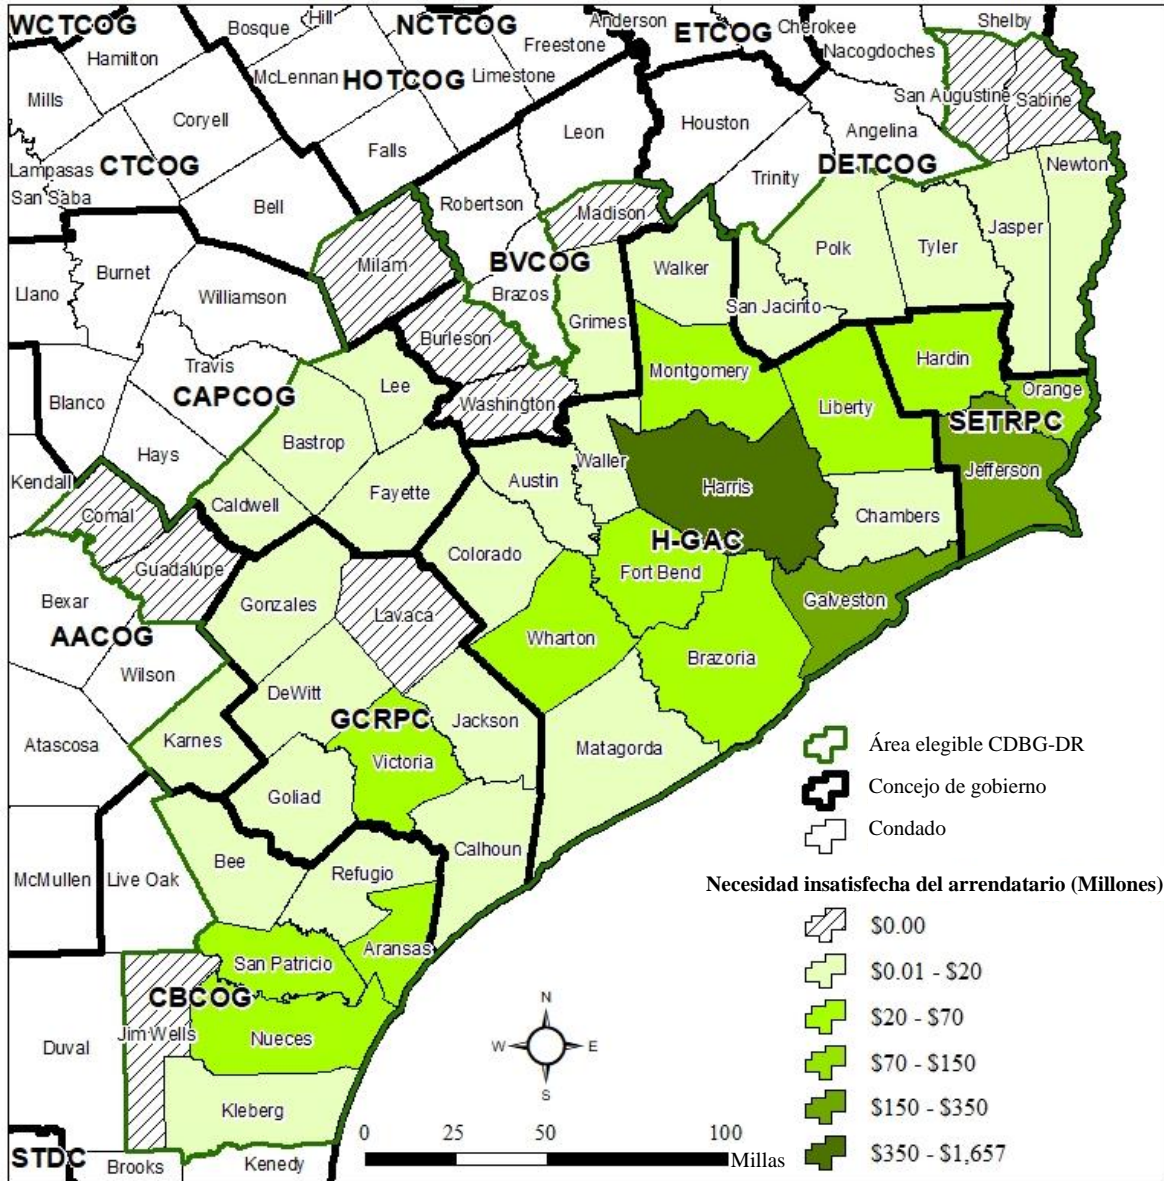 WCTCOG
Hill
Bosque
NCTCOG
Anderson
ETCOG
Cherokee
Shelby
Hamilton
Freestone
Nacogdoches
McLennan
HOTCOG
Limestone
Mills
San Augustine
Sabine
Coryell
Leon
Houston
Angelina
Falls
Lampasas
CTCOG
DETCOG
Newton
San Saba
Trinity
Bell
Robertson
Madison
Jasper
Polk
Tyler
Burnet
Milam
BVCOG
Walker
Llano
Williamson
Brazos
San Jacinto
Grimes
Burleson
Hardin
Travis
Montgomery
Lee
Orange
Blanco
CAPCOG
Washington
Liberty
SETRPC
Bastrop
Hays
Waller
Jefferson
Kendall
Austin
Harris
Fayette
Caldwell
Comal
Chambers
H-GAC
Colorado
Guadalupe
Fort Bend
Bexar
Gonzales
Galveston
Lavaca
AACOG
Wharton
Brazoria
Wilson
DeWitt
GCRPC
Jackson
Atascosa
Karnes
Matagorda
Victoria
Goliad
Calhoun
Bee
McMullen
Live Oak
Refugio
Aransas
San Patricio
CBCOG
Jim Wells
Nueces
Duval
Kleberg
STDC
Brooks
Kenedy
Área elegible CDBG-DR
Concejo de gobierno
Condado
Necesidad insatisfecha del arrendatario (Millones)
$0.00
$0.01 - $20
$20 - $70
$70 - $150
$150 - $350
$350 - $1,657
N
W E
S
0 25 50 100
Millas